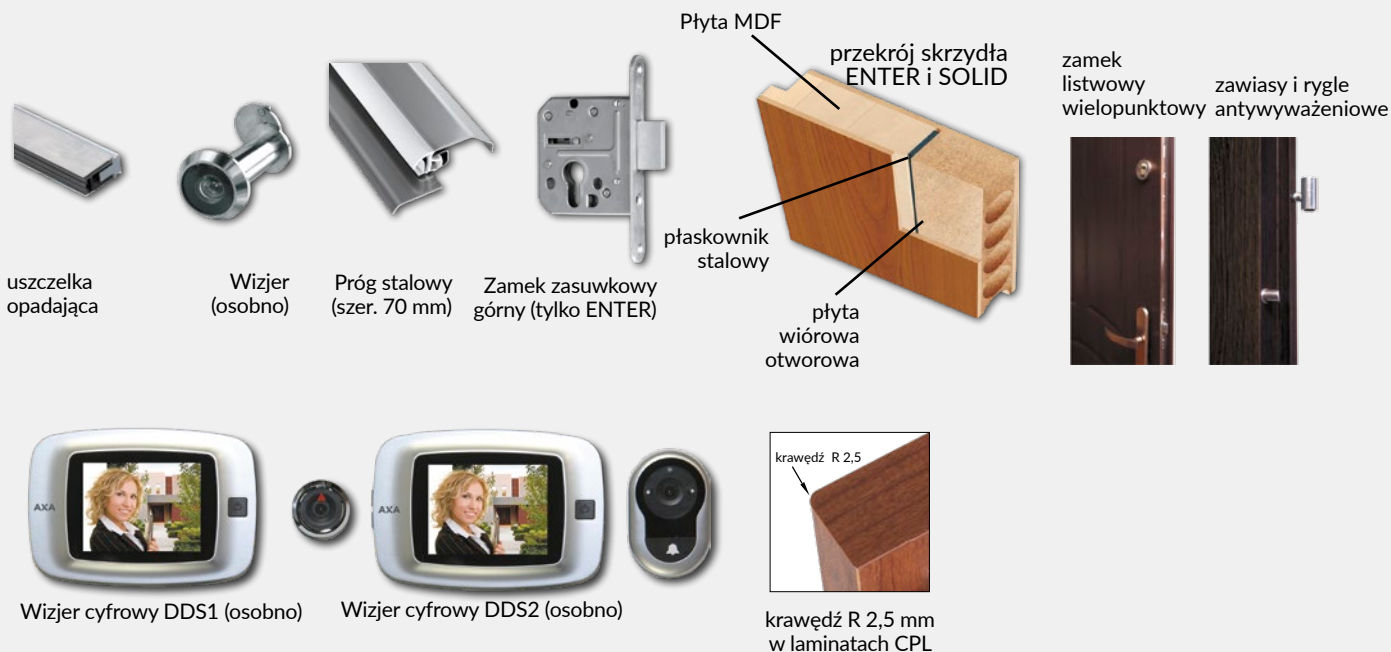 Płyta MDF
przekrój skrzydła
ENTER i SOLID
zamek
listwowy
wielopunktowy
zawiasy i rygle
antywyważeniowe
płaskownik
stalowy
płyta
wiórowa
otworowa
uszczelka
opadająca
Wizjer
(osobno)
Próg stalowy
(szer. 70 mm)
Zamek zasuwkowy
górny (tylko ENTER)
AXA
AXA
krawędź R 2,5
Wizjer cyfrowy DDS1 (osobno)
Wizjer cyfrowy DDS2 (osobno)
krawędź R 2,5 mm
w laminatach CPL